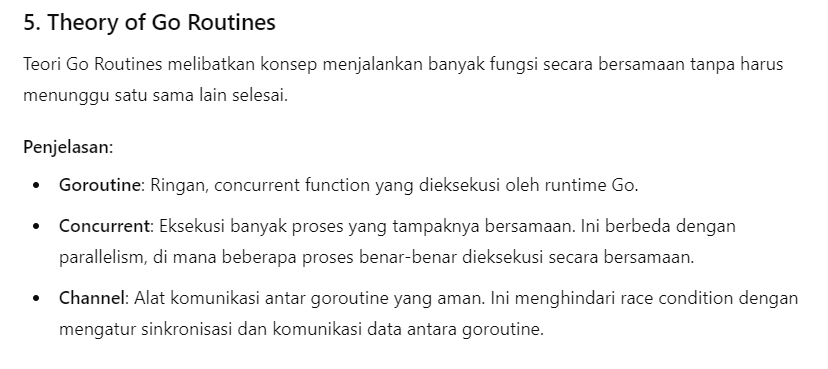 5. Theory of Go Routines
Teori Go Routines melibatkan konsep menjalankan banyak fungsi secara bersamaan tanpa harus
menunggu satu sama lain selesai.
Penjelasan:
• Goroutine: Ringan, concurrent function yang dieksekusi oleh runtime Go.
• Concurrent: Eksekusi banyak proses yang tampaknya bersamaan. Ini berbeda dengan
parallelism, di mana beberapa proses benar-benar dieksekusi secara bersamaan.
• Channel: Alat komunikasi antar goroutine yang aman. Ini menghindari race condition dengan
mengatur sinkronisasi dan komunikasi data antara goroutine.